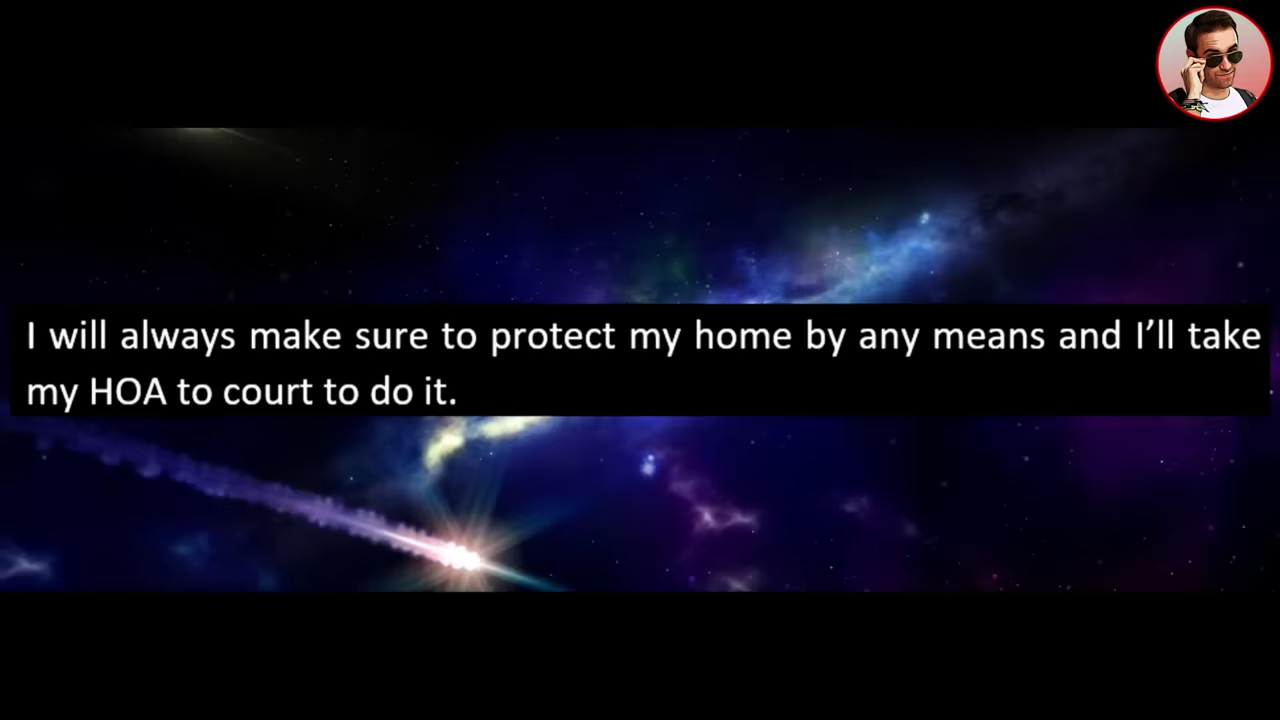 I will always make sure to protect my home by any means and I’ll take
my HOA to court to do it.